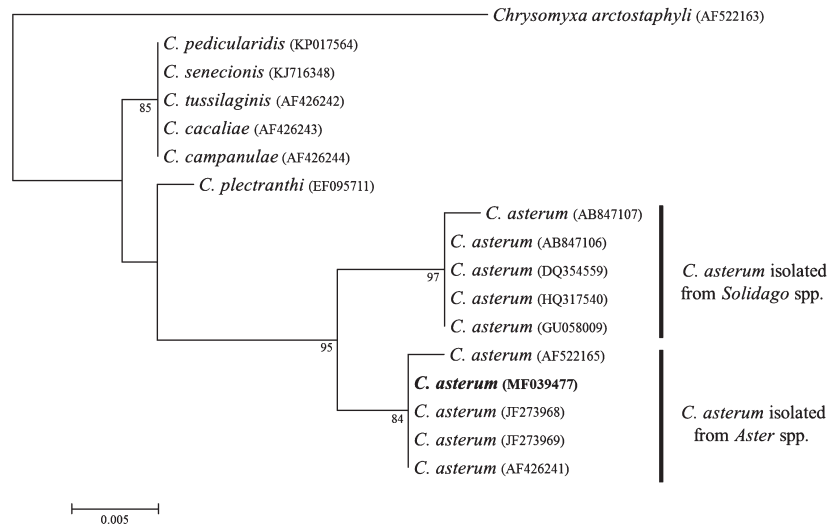 Chrysomyxa arctostaphyli (AF522163)
C. pedicularidis (KP017564)
C. senecionis (KJ716348)
C. tussilaginis (AF426242)
85
C. cacaliae (AF426243)
C. campanulae (AF426244)
C. plectranthi (EF095711)
C. asterum (AB847107)
C. asterum (AB847106)
C. asterum (DQ354559)
97
C. asterum (HQ317540)
C. asterum (GU058009)
C. asterum isolated
from Solidago spp.
95
C. asterum (AF522165)
C. asterum (MF039477)
C. asterum (JF273968)
84
C. asterum (JF273969)
C. asterum (AF426241)
C. asterum isolated
from Aster spp.
0.005